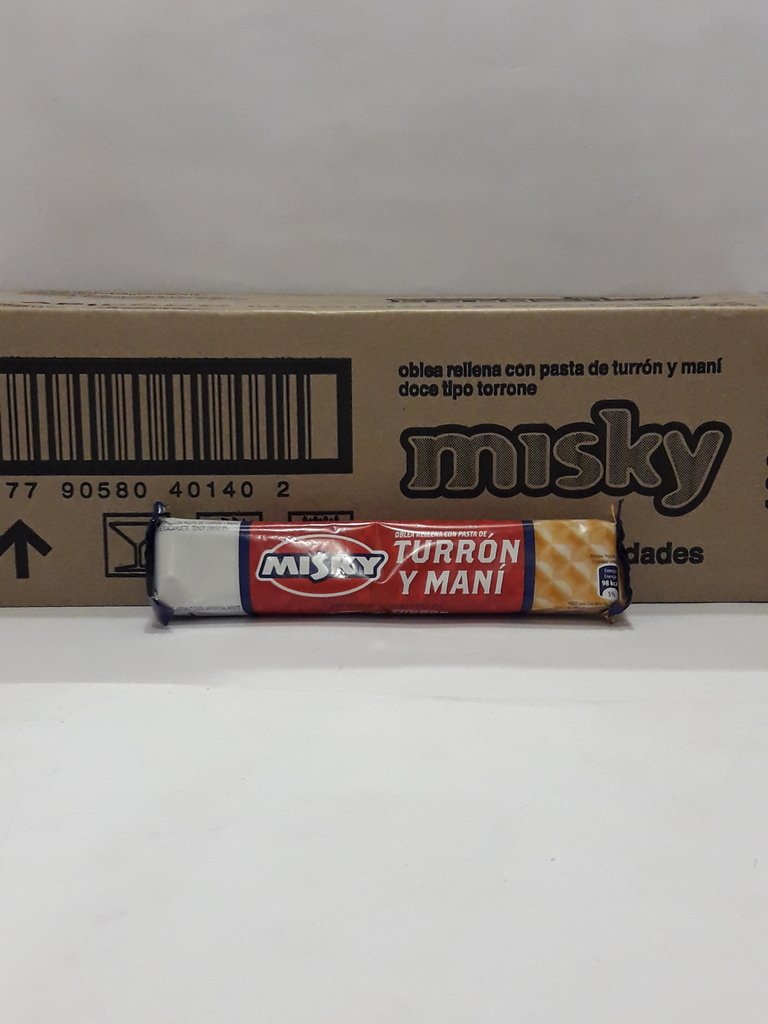 oblea rellena con pasta de turrón y maní
doce tipo torrone
misky
77 90580 40140 2
dades
OBLEA RELLENA CON PASTA DE
TURRÓN
Y MANÍ
MISKY
98 kcal
5%